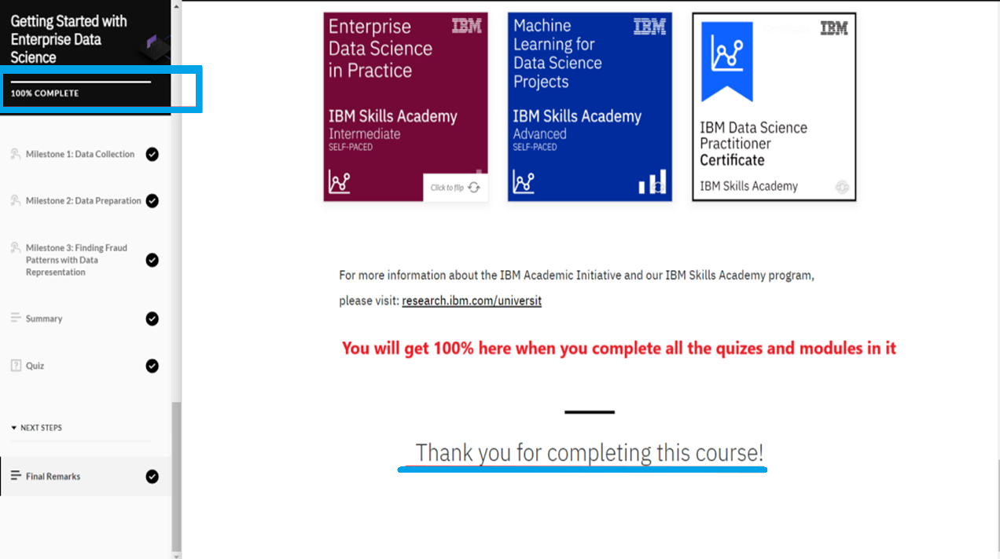 Getting Started with
Enterprise Data
Science
100% COMPLETE
Milestone 1: Data Collection
Milestone 2: Data Preparation
Milestone 3: Finding Fraud
Patterns with Data
Representation
Summary
? Quiz
NEXT STEPS
Final Remarks
Enterprise
Data Science
in Practice
IBM
IBM Skills Academy
Intermediate
SELF-PACED
Click to flip
Machine
Learning for
Data Science
Projects
IBM
IBM Skills Academy
Advanced
SELF-PACED
IBM
IBM Data Science
Practitioner
Certificate
IBM Skills Academy
For more information about the IBM Academic Initiative and our IBM Skills Academy program,
please visit: research.ibm.com/universit
You will get 100% here when you complete all the quizes and modules in it
Thank you for completing this course!